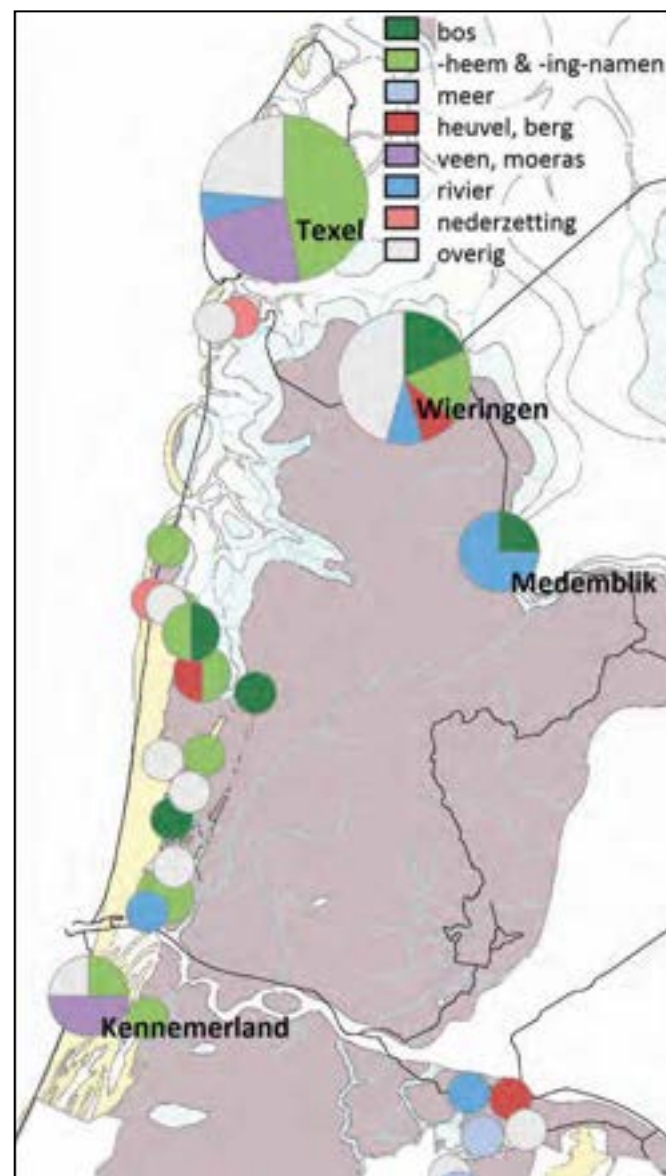 bos
-heem & -ing-namen
meer
heuvel, berg
veen, moeras
rivier
nederzetting
overig
Texel
Wieringen
Medemblik
Kennemerland